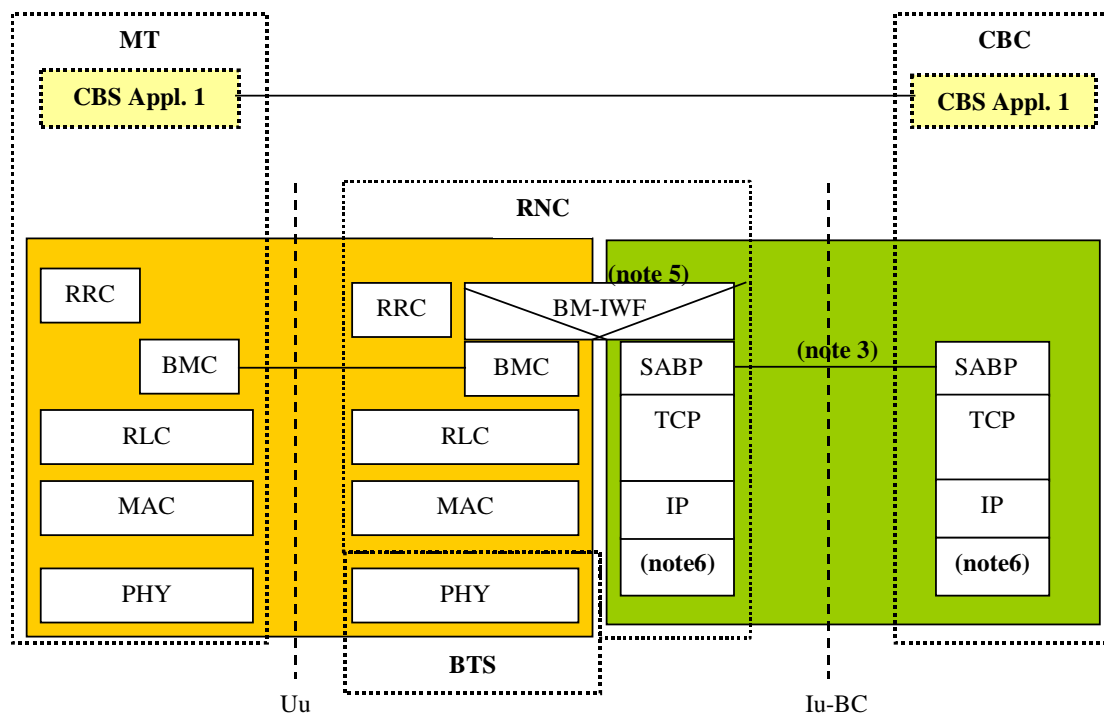 MT
CBC
CBS Appl. 1
CBS Appl. 1
RNC
(note 5)
RRC
RRC
BM-IWF
(note 3)
BMC
BMC
SABP
SABP
RLC
RLC
TCP
TCP
MAC
MAC
IP
IP
(note6)
(note6)
PHY
PHY
BTS
Uu
Iu-BC